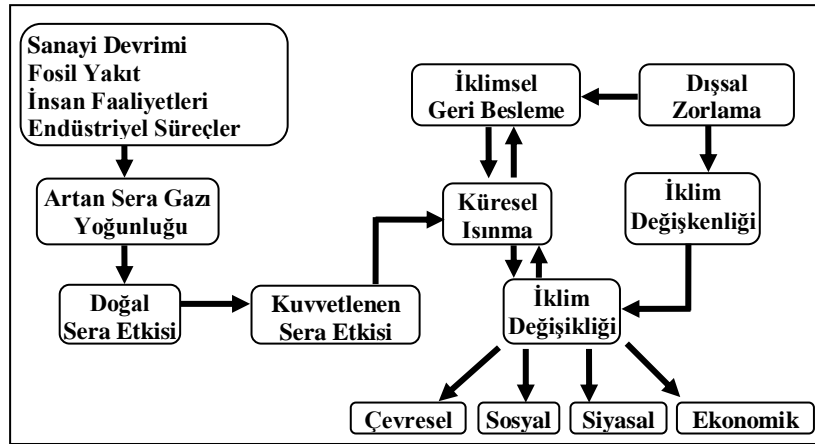 Sanayi Devrimi
Fosil Yakıt
İnsan Faaliyetleri
Endüstriyel Süreçler
Artan Sera Gazı
Yoğunluğu
Doğal
Sera Etkisi
Kuvvetlenen
Sera Etkisi
İklimsel
Geri Besleme
Dışsal
Zorlama
Küresel
Isınma
İklim
Değişkenliği
İklim
Değişikliği
Çevresel
Sosyal
Siyasal
Ekonomik